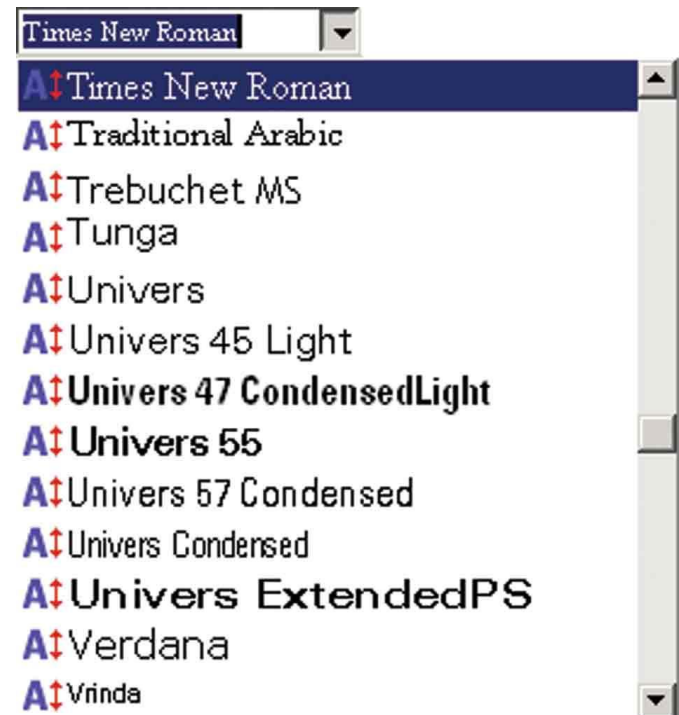 Times New Roman
Times New Roman
Traditional Arabic
Trebuchet MS
Tunga
Univers
Univers 45 Light
Univers 47 CondensedLight
Univers 55
Univers 57 Condensed
Univers Condensed
Univers ExtendedPS
Verdana
Vrinda